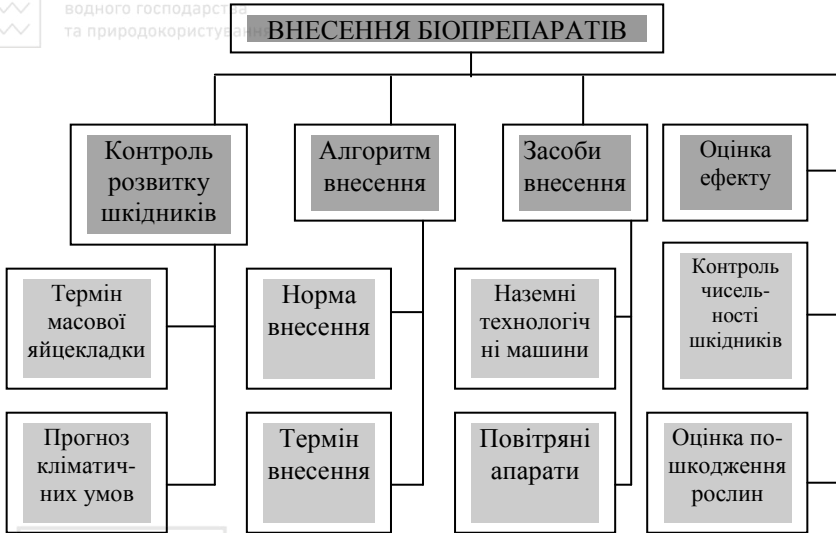 водного господарства
та природокористування
ВНЕСЕННЯ БІОПРЕПАРАТІВ
Контроль
розвитку
шкідників
Алгоритм
внесення
Засоби
внесення
Оцінка
ефекту
Термін
масової
яйцекладки
Норма
внесення
Наземні
технологіч
ні машини
Контроль
чисель-
ності
шкідників
Прогноз
кліматич-
них умов
Термін
внесення
Повітряні
апарати
Оцінка по-
шкодження
рослин